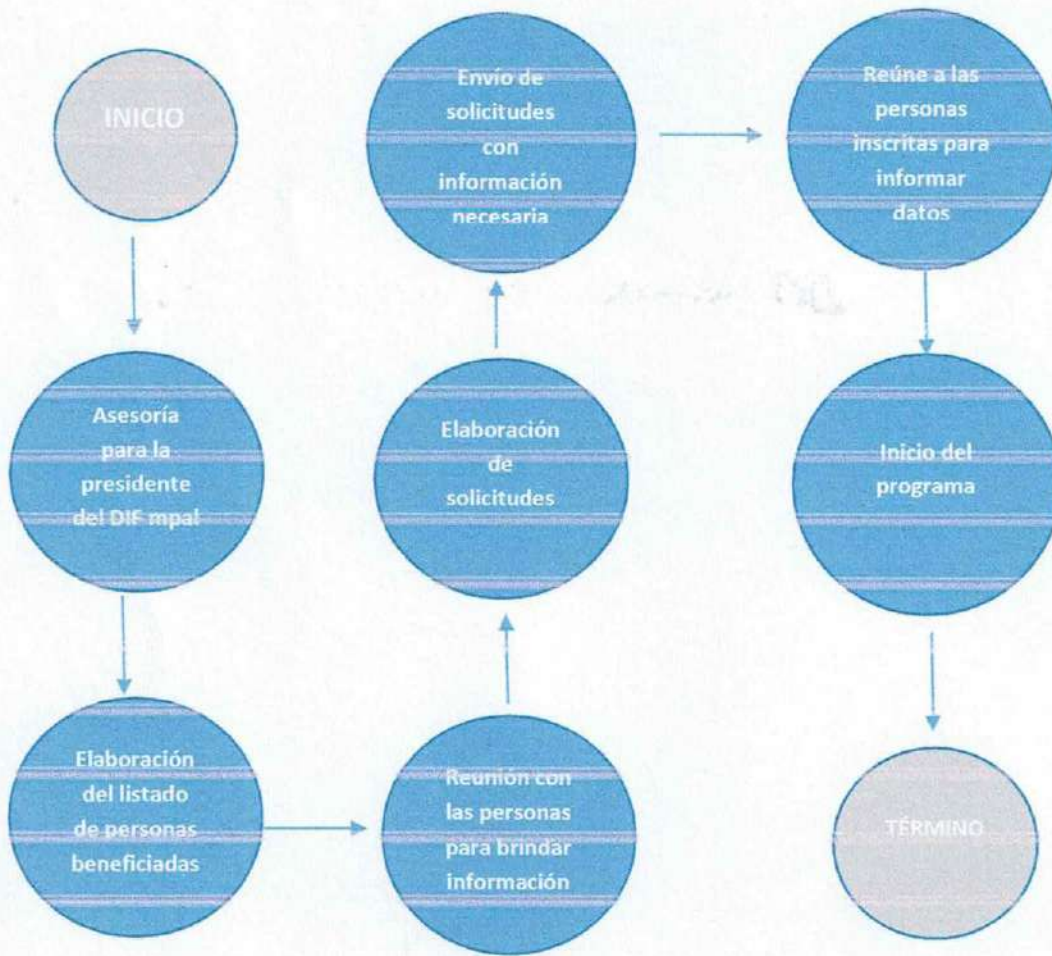 INICIO
Asesoría
para la
presidente
del DIF mpal
Elaboración
del listado
de personas
beneficiadas
Reunión con
las personas
para brindar
información
Elaboración
de
solicitudes
Envío de
solicitudes
con
información
necesaria
Reúne a las
personas
inscritas para
informar
datos
Inicio del
programa
TÉRMINO